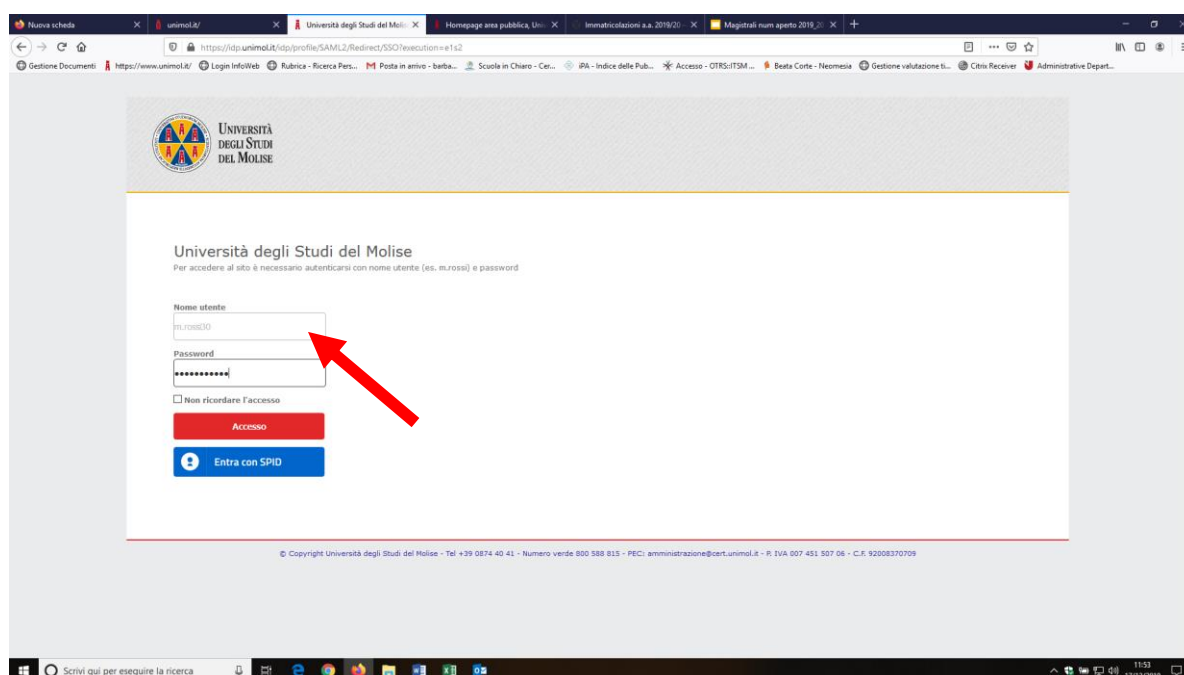 Nuova scheda
unimol.it/
Università degli Studi del Molis
Homepage area pubblica, Uni
Immatricolazioni a.a. 2019/20 -
Magistrali num aperto 2019_20
https://idp.unimol.it/idp/profile/SAML2/Redirect/SSO?execution=e1s2
Gestione Documenti
https://www.unimol.it/
Login InfoWeb
Rubrica - Ricerca Pers...
Posta in arrivo - barba...
Scuola in Chiaro - Cer...
iPA - Indice delle Pub...
Accesso - OTRS::ITSM ...
Beata Corte - Neomesia
Gestione valutazione ti...
Citrix Receiver
Administrative Depart...
UNIVERSITÀ
DEGLI STUDI
DEL MOLISE
Università degli Studi del Molise
Per accedere al sito è necessario autenticarsi con nome utente (es. m.rossi) e password
Nome utente
m.rossi30
Password
Non ricordare l'accesso
Accesso
Entra con SPID
© Copyright Università degli Studi del Molise - Tel +39 0874 40 41 - Numero verde 800 588 815 - PEC: amministrazione@cert.unimol.it - P. IVA 007 451 507 06 - C.F. 92008370709
Scrivi qui per eseguire la ricerca
11:53